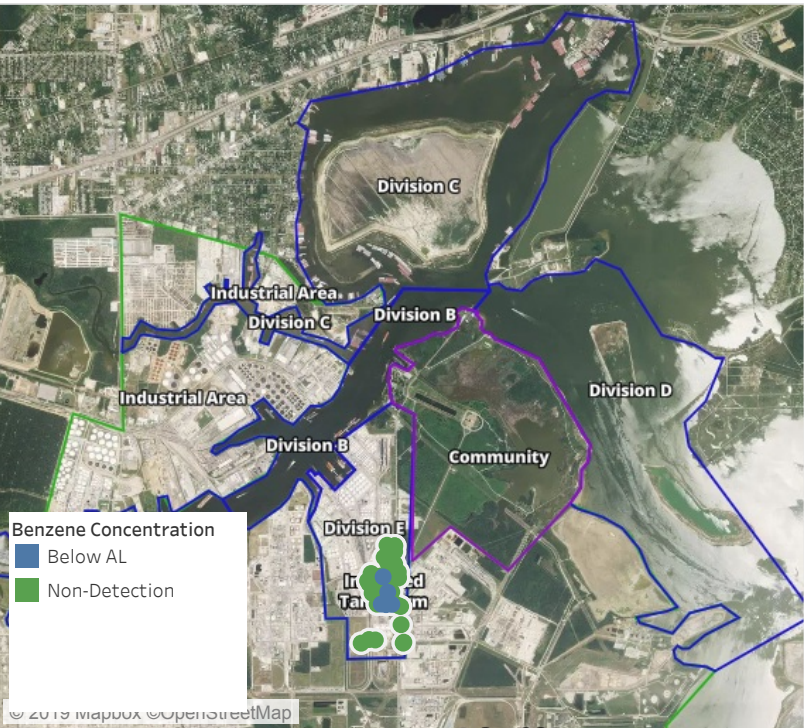 Division C
Industrial Area
Division B
Division C
Division D
Industrial Area
Division B
Community
Division E
Benzene Concentration
Below AL
Non-Detection
© 2019 Mapbox ©OpenStreetMap